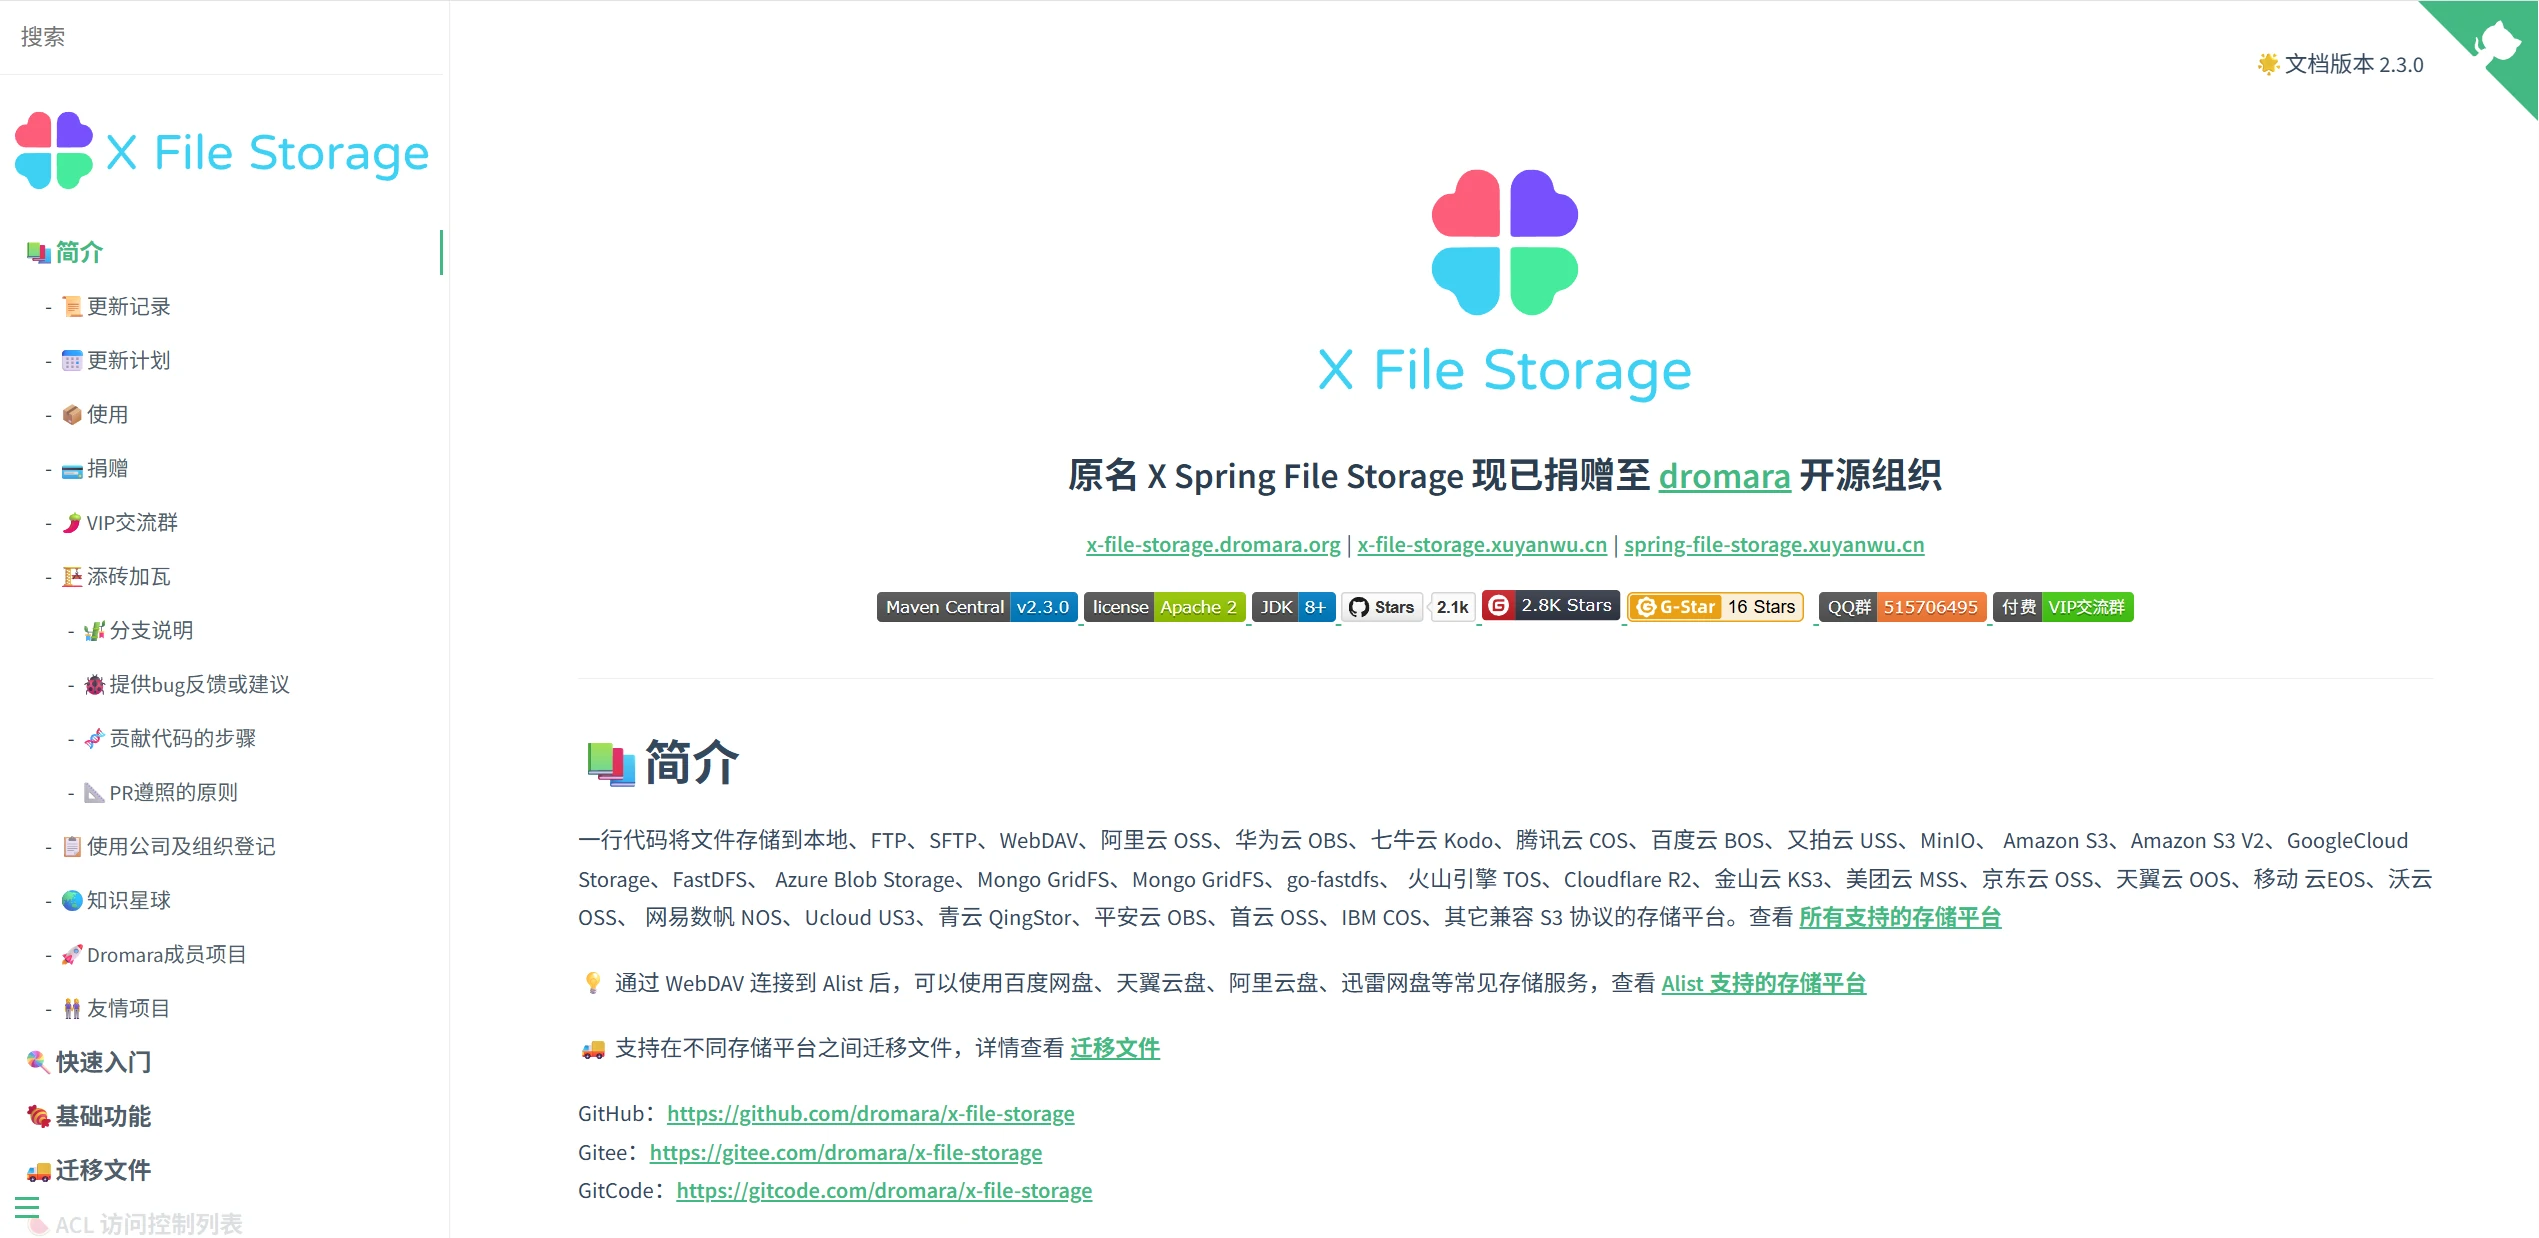 搜索
X File Storage
简介
- 更新记录
- 更新计划
- 使用
- 捐赠
- VIP交流群
- 添砖加瓦
- 分支说明
- 提供bug反馈或建议
- 贡献代码的步骤
- PR遵照的原则
- 使用公司及组织登记
- 知识星球
- Dromara成员项目
- 友情项目
快速入门
基础功能
迁移文件
ACL 访问控制列表
文档版本 2.3.0
X File Storage
原名 X Spring File Storage 现已捐赠至 dromara 开源组织
x-file-storage.dromara.org | x-file-storage.xuyanwu.cn | spring-file-storage.xuyanwu.cn
Maven Central v2.3.0 license Apache 2 JDK 8+ Stars 2.1k 2.8K Stars G-Star 16 Stars QQ群 515706495 付费 VIP交流群
简介
一行代码将文件存储到本地、FTP、SFTP、WebDAV、阿里云 OSS、华为云 OBS、七牛云 Kodo、腾讯云 COS、百度云 BOS、又拍云 USS、MinIO、 Amazon S3、Amazon S3 V2、GoogleCloud
Storage、FastDFS、 Azure Blob Storage、Mongo GridFS、Mongo GridFS、go-fastdfs、 火山引擎 TOS、Cloudflare R2、金山云 KS3、美团云 MSS、京东云 OSS、天翼云 OOS、移动 云EOS、沃云
OSS、 网易数帆 NOS、Ucloud US3、青云 QingStor、平安云 OBS、首云 OSS、IBM COS、其它兼容 S3 协议的存储平台。查看 所有支持的存储平台
💡 通过 WebDAV 连接到 Alist 后，可以使用百度网盘、天翼云盘、阿里云盘、迅雷网盘等常见存储服务，查看 Alist 支持的存储平台
🚚 支持在不同存储平台之间迁移文件，详情查看 迁移文件
GitHub：https://github.com/dromara/x-file-storage
Gitee：https://gitee.com/dromara/x-file-storage
GitCode：https://gitcode.com/dromara/x-file-storage